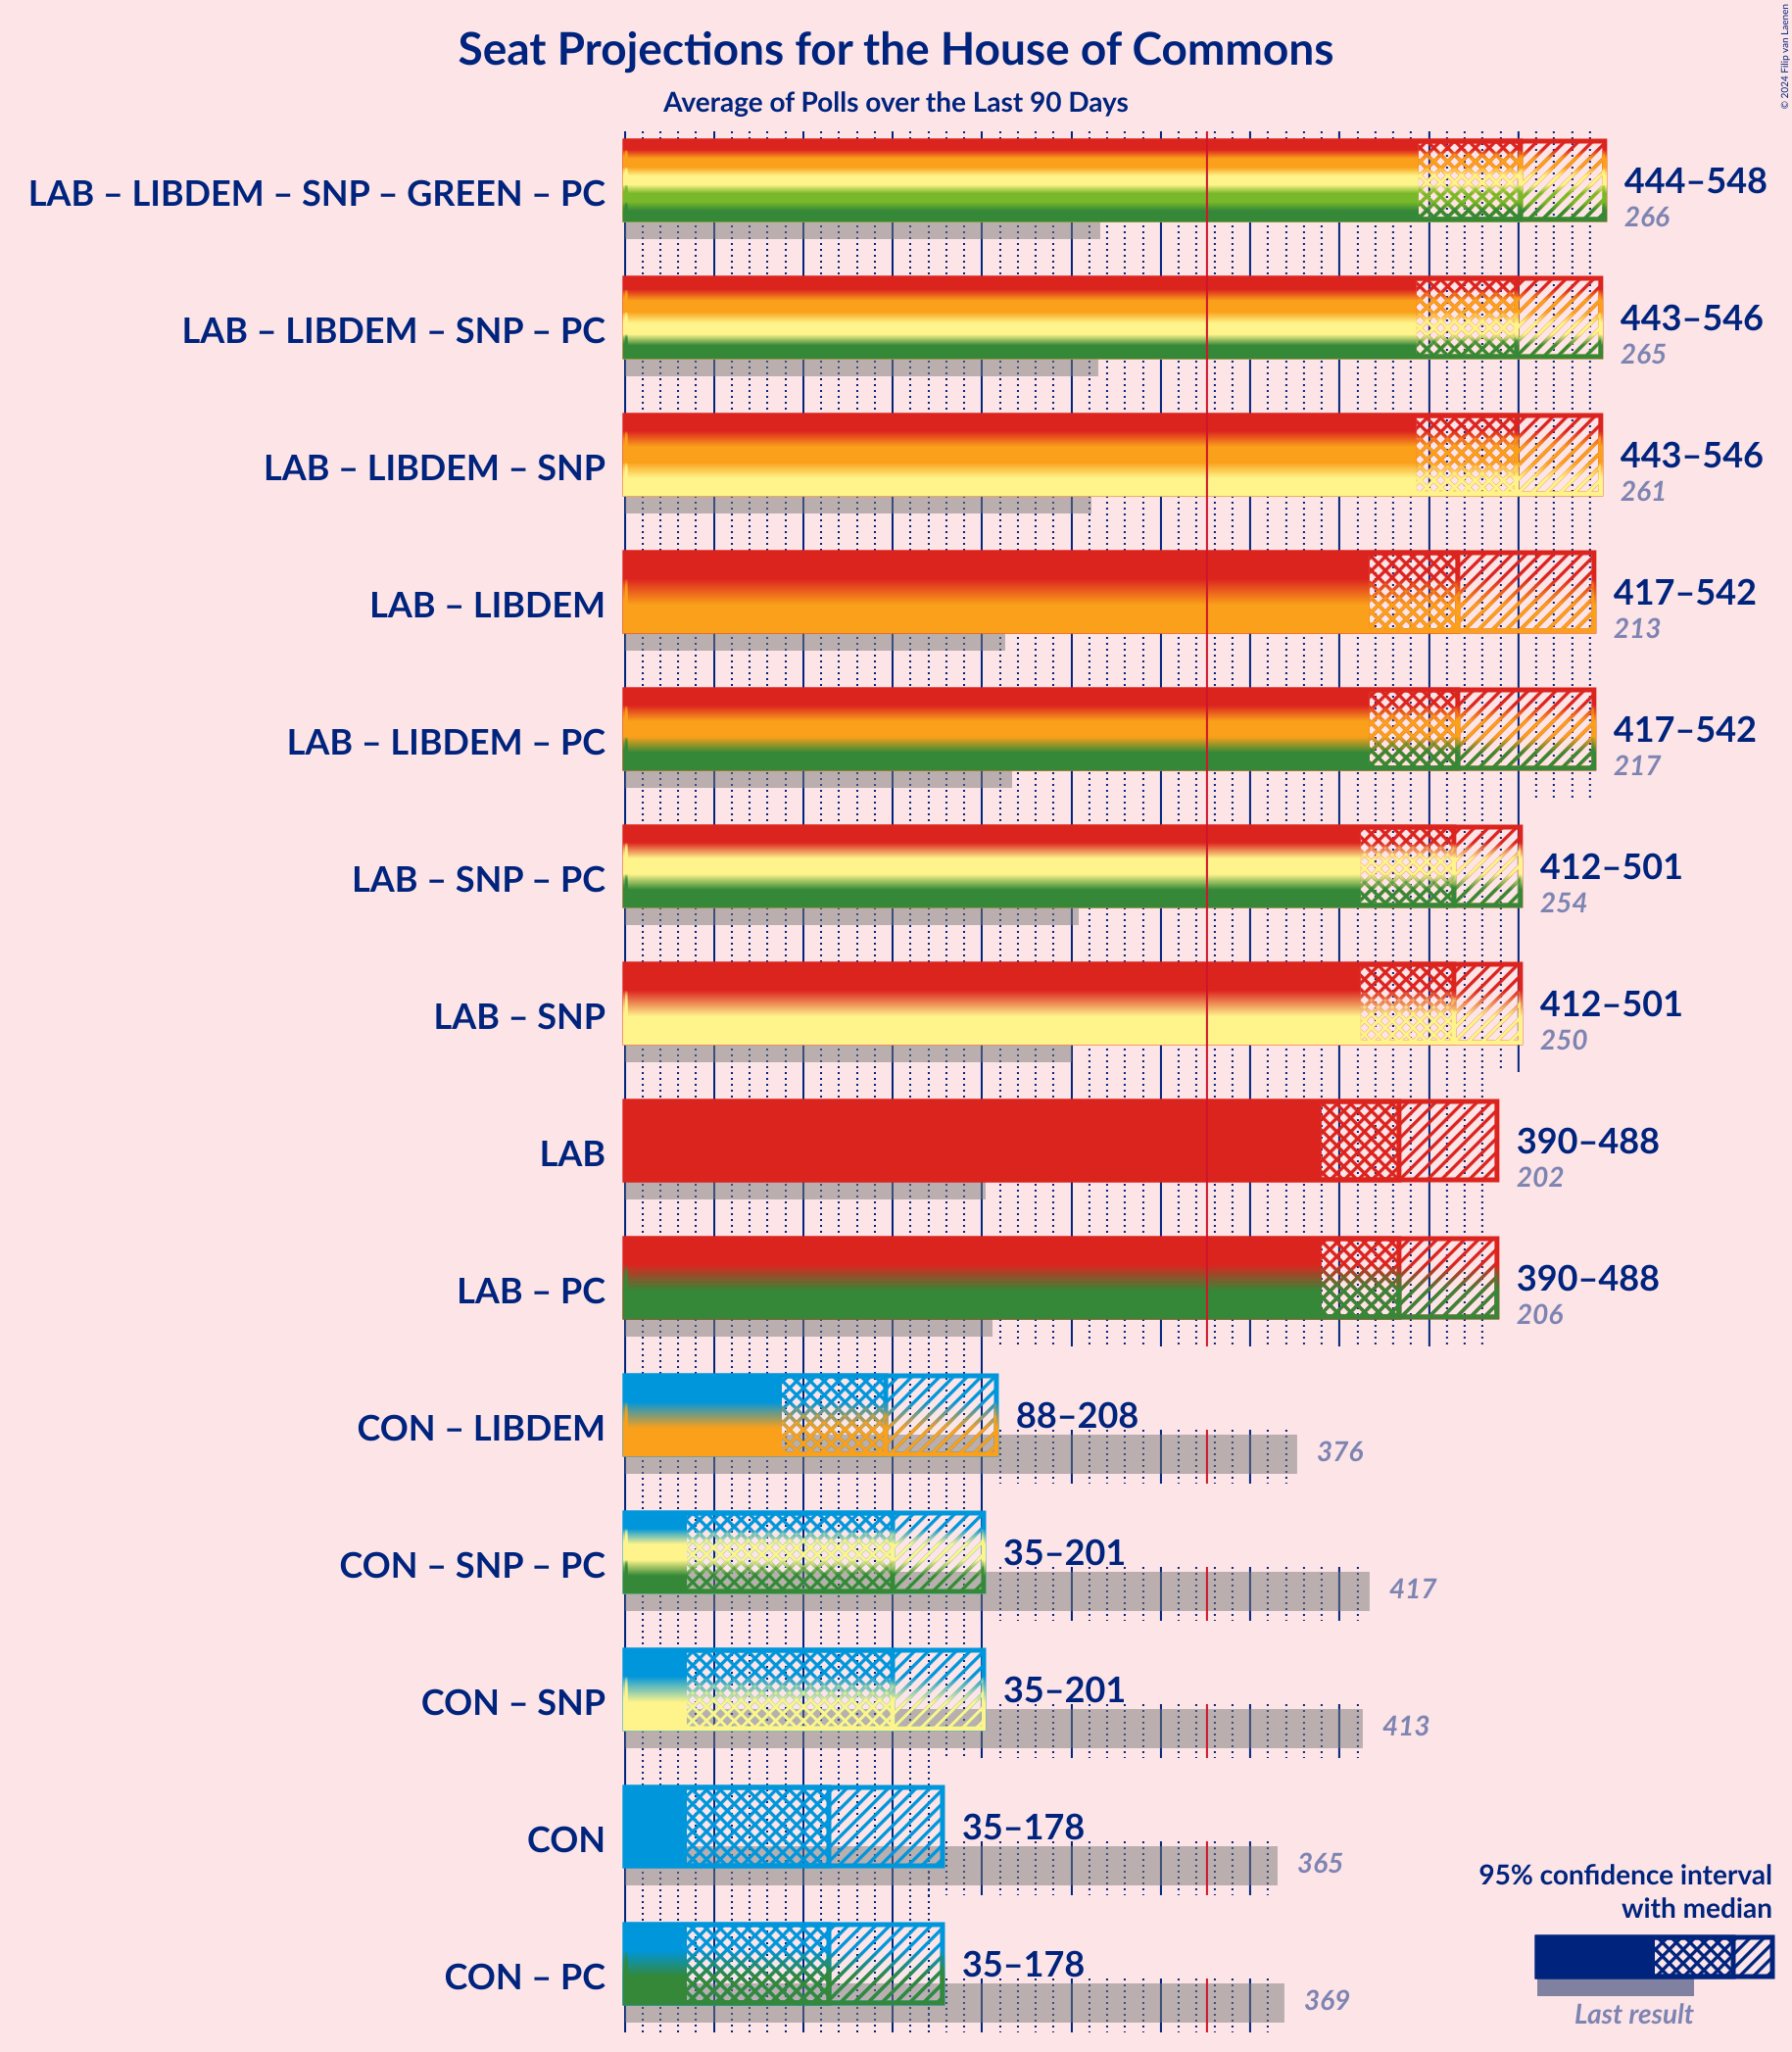 Seat Projections for the House of Commons
Average of Polls over the Last 90 Days
© 2024 Filip van Laenen
LAB – LIBDEM – SNP – GREEN – PC
444–548
266
LAB – LIBDEM – SNP – PC
443–546
265
LAB – LIBDEM – SNP
443–546
261
LAB – LIBDEM
417–542
213
LAB – LIBDEM – PC
417–542
217
LAB – SNP – PC
412–501
254
LAB – SNP
412–501
250
LAB
390–488
202
LAB – PC
390–488
206
CON – LIBDEM
88–208
376
CON – SNP – PC
35–201
417
CON – SNP
35–201
413
CON
35–178
365
CON – PC
35–178
369
95% confidence interval
with median
Last result